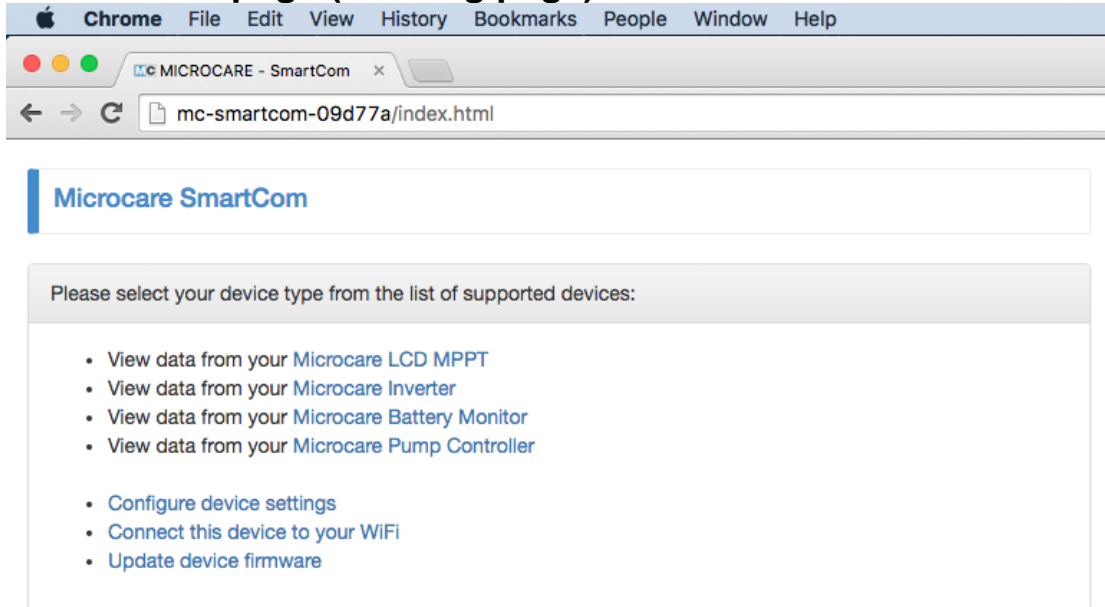 Chrome File Edit View History Bookmarks People Window Help
MC MICROCARE - SmartCom ×
mc-smartcom-09d77a/index.html
Microcare SmartCom
Please select your device type from the list of supported devices:
• View data from your Microcare LCD MPPT
• View data from your Microcare Inverter
• View data from your Microcare Battery Monitor
• View data from your Microcare Pump Controller
• Configure device settings
• Connect this device to your WiFi
• Update device firmware